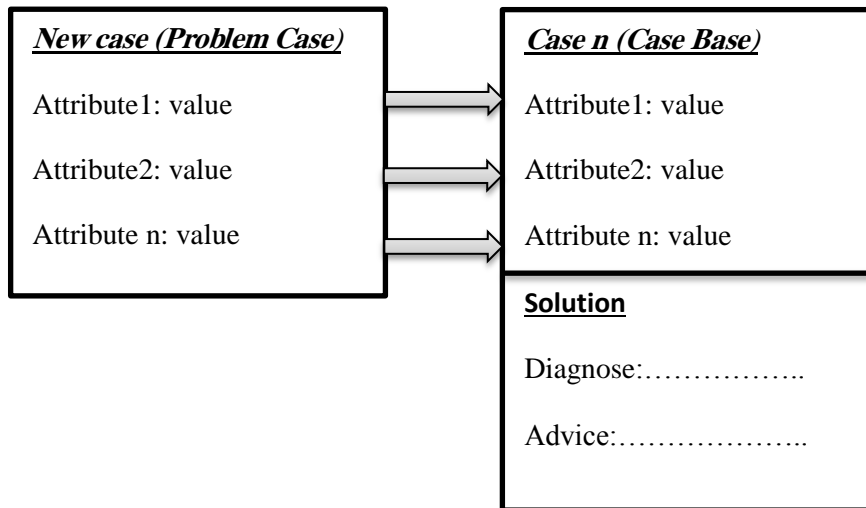 New case (Problem Case)
Attribute1: value
Attribute2: value
Attribute n: value
Case n (Case Base)
Attribute1: value
Attribute2: value
Attribute n: value
Solution
Diagnose:……………..
Advice:………………..